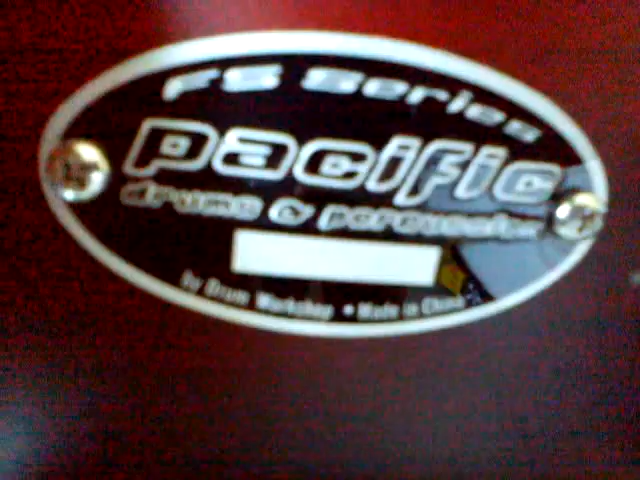 FS Series
pacific
drums & percussion
by Drum Workshop • Made in China